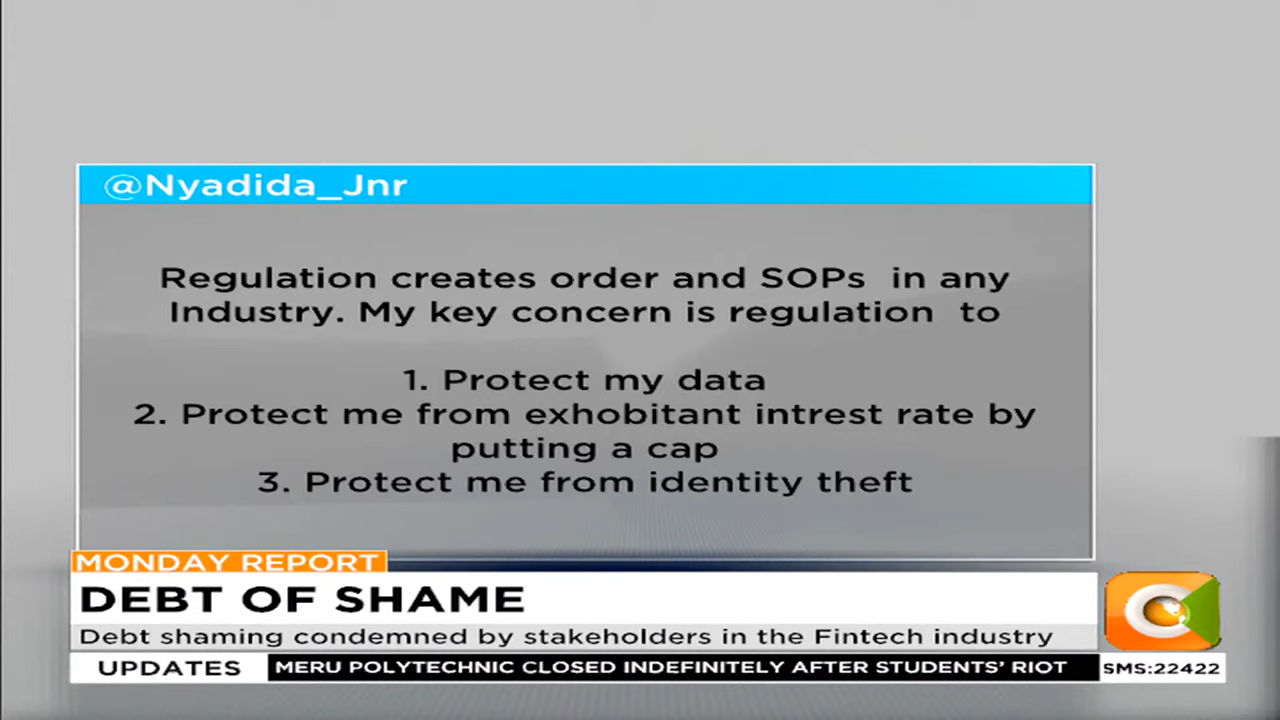 @Nyadida_Jnr
Regulation creates order and SOPs in any
Industry. My key concern is regulation to
1. Protect my data
2. Protect me from exhobitant intrest rate by
putting a cap
3. Protect me from identity theft
MONDAY REPORT
DEBT OF SHAME
Debt shaming condemned by stakeholders in the Fintech industry
UPDATES MERU POLYTECHNIC CLOSED INDEFINITELY AFTER STUDENTS' RIOT SMS:22422